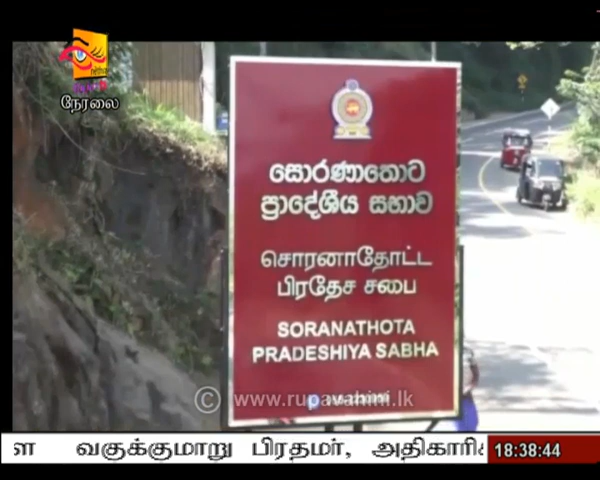 நேரலை
සොරණාතොට
ප්‍රාදේශීය සභාව
சொரனாதோட்ட
பிரதேச சபை
SORANATHOTA
PRADESHIYA SABHA
© www.rupavahini.lk
ள வகுக்குமாறு பிரதமர், அதிகாரிக
18:38:44